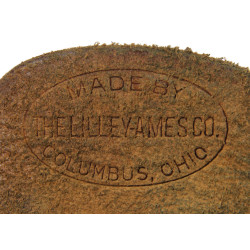 MADE BY
THE LILLEY-AMES CO.
COLUMBUS, OHIO.